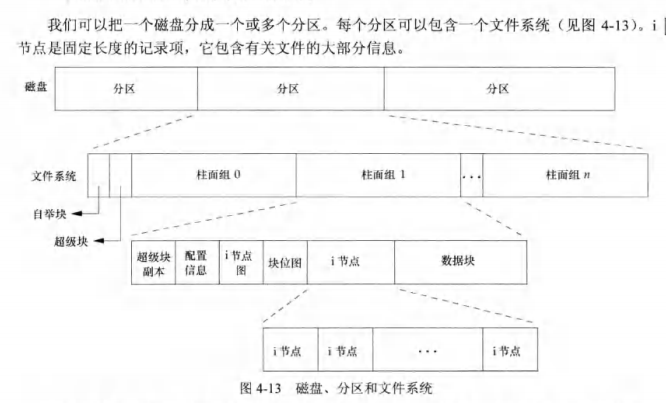 我们可以把一个磁盘分成一个或多个分区。每个分区可以包含一个文件系统（见图 4-13）。i
节点是固定长度的记录项，它包含有关文件的大部分信息。
磁盘 分区 分区 分区
文件系统 柱面组 0 柱面组 1 ··· 柱面组 n
自举块
超级块
超级块副本 配置信息 i 节点图 块位图 i 节点 数据块
i 节点 i 节点 ··· i 节点
图 4-13 磁盘、分区和文件系统